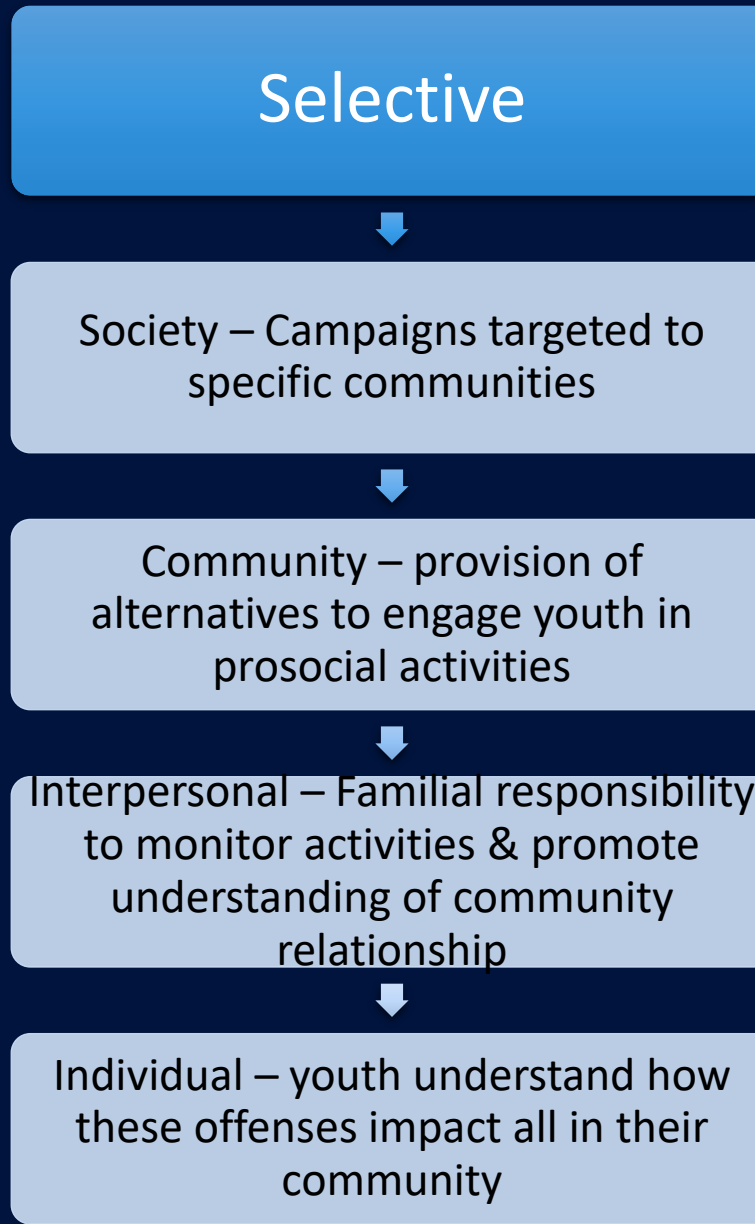 Selective
Society – Campaigns targeted to
specific communities
Community – provision of
alternatives to engage youth in
prosocial activities
Interpersonal – Familial responsibility
to monitor activities & promote
understanding of community
relationship
Individual – youth understand how
these offenses impact all in their
community